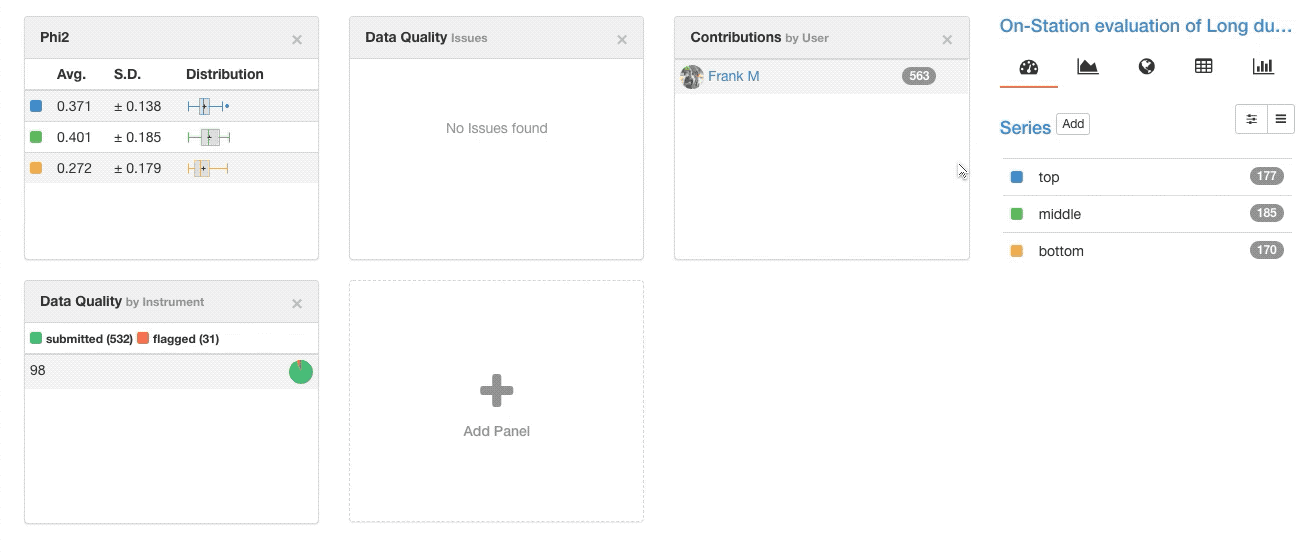 Phi2 ×
Avg. S.D. Distribution
0.371 ± 0.138
0.401 ± 0.185
0.272 ± 0.179
Data Quality Issues ×
No Issues found
Contributions by User ×
Frank M 563
On-Station evaluation of Long du...
Series Add
top 177
middle 185
bottom 170
Data Quality by Instrument ×
submitted (532) flagged (31)
98
Add Panel